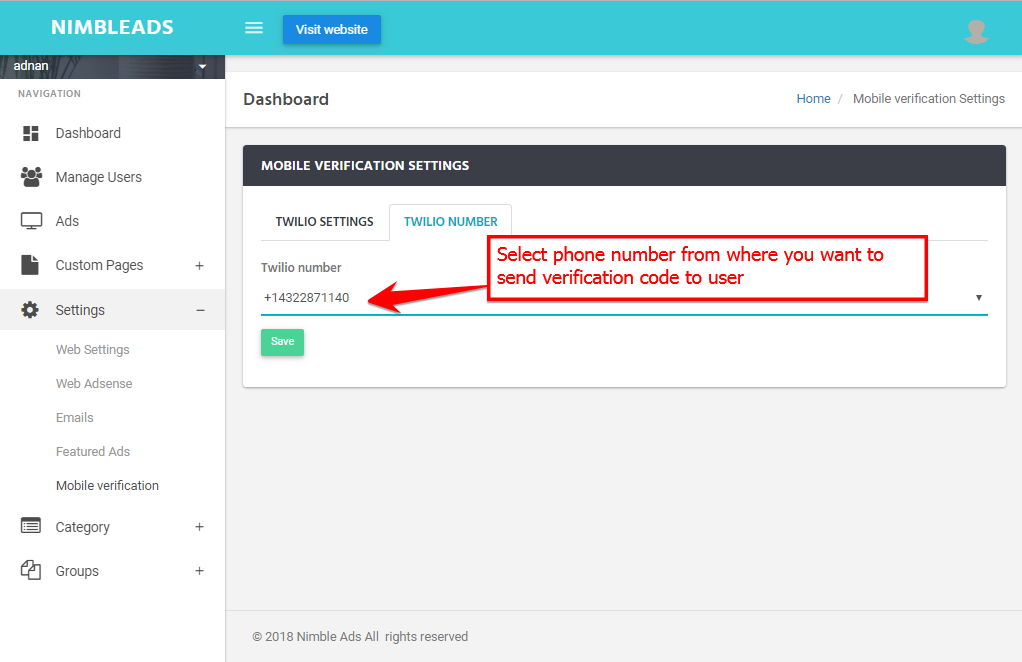 NIMBLEADS
Visit website
adnan
NAVIGATION
Dashboard
Manage Users
Ads
Custom Pages +
Settings −
Web Settings
Web Adsense
Emails
Featured Ads
Mobile verification
Category +
Groups +
Dashboard
Home / Mobile verification Settings
MOBILE VERIFICATION SETTINGS
TWILIO SETTINGS TWILIO NUMBER
Select phone number from where you want to
send verification code to user
Twilio number
+14322871140
Save
© 2018 Nimble Ads All rights reserved